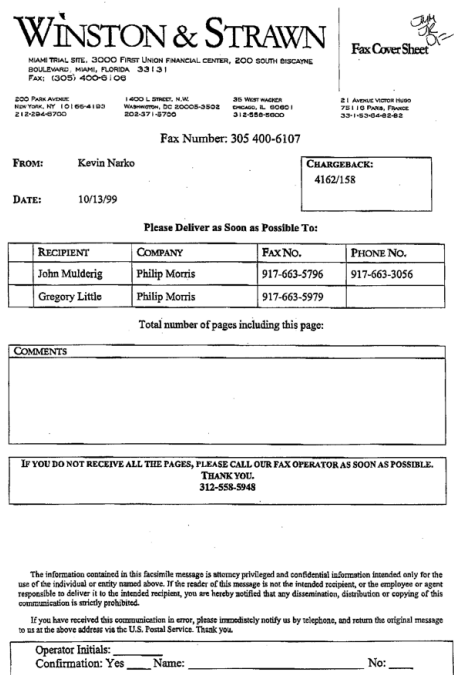 WINSTON & STRAWN
Fax Cover Sheet
MIAMI TRIAL SITE, 3000 FIRST UNION FINANCIAL CENTER, 200 SOUTH BISCAYNE
BOULEVARD, MIAMI, FLORIDA 33131
FAX: (305) 400-6106
200 PARK AVENUE 1400 L STREET, N.W. 35 WEST WACKER 21 AVENUE VICTOR HUGO
NEW YORK, NY 10166-4193 WASHINGTON, DC 20005-3502 CHICAGO, IL 60601 75116 PARIS, FRANCE
212-294-6700 202-371-5700 312-558-5600 33-1-53-64-82-82
Fax Number: 305 400-6107
FROM: Kevin Narko CHARGEBACK:
4162/158
DATE: 10/13/99
Please Deliver as Soon as Possible To:
RECIPIENT COMPANY FAX NO. PHONE NO.
John Mulderig Philip Morris 917-663-5796 917-663-3056
Gregory Little Philip Morris 917-663-5979
Total number of pages including this page:
COMMENTS
IF YOU DO NOT RECEIVE ALL THE PAGES, PLEASE CALL OUR FAX OPERATOR AS SOON AS POSSIBLE.
THANK YOU.
312-558-5948
The information contained in this facsimile message is attorney privileged and confidential information intended only for the
use of the individual or entity named above. If the reader of this message is not the intended recipient, or the employee or agent
responsible to deliver it to the intended recipient, you are hereby notified that any dissemination, distribution or copying of this
communication is strictly prohibited.
If you have received this communication in error, please immediately notify us by telephone, and return the original message
to us at the above address via the U.S. Postal Service. Thank you.
Operator Initials:
Confirmation: Yes ____ Name: ____ No: ____